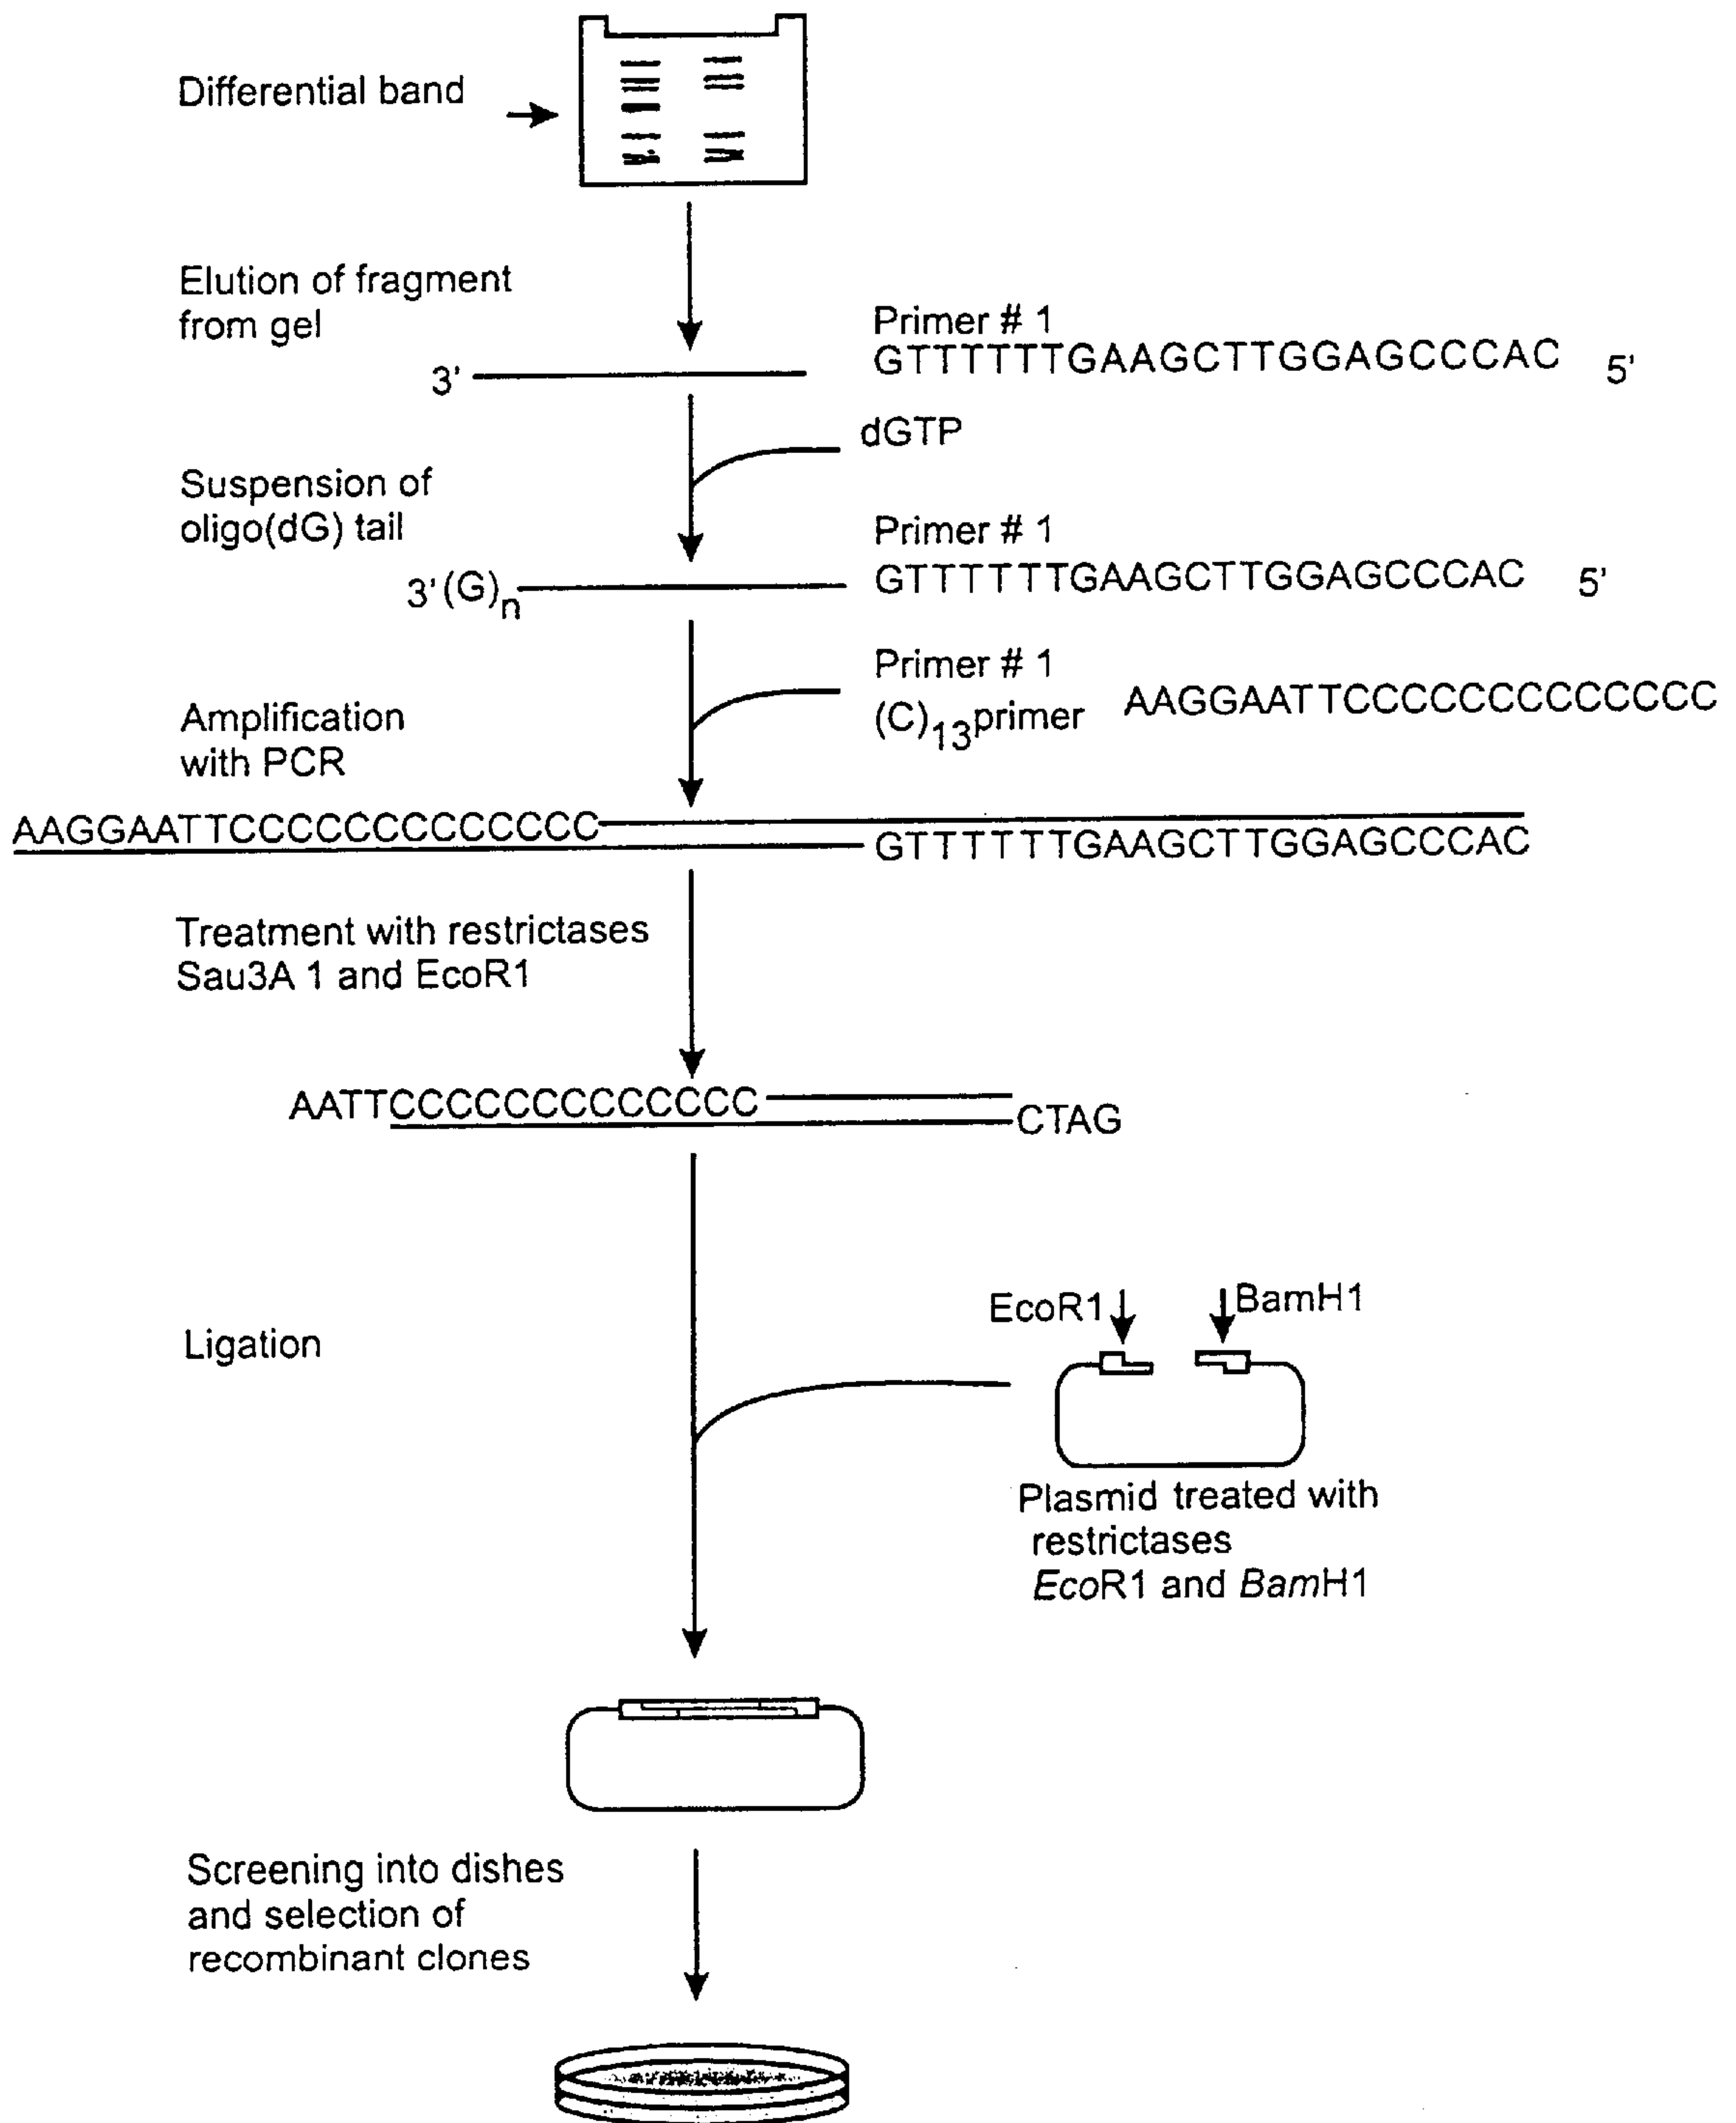 Differential band
Elution of fragment
from gel
Primer # 1
GTTTTTTGAAGCTTGGAGCCCAC 5'
3'
dGTP
Suspension of
oligo(dG) tail
Primer # 1
3' (G)n
GTTTTTTGAAGCTTGGAGCCCAC 5'
Primer # 1
(C)13primer AAGGAATTCCCCCCCCCCCCC
Amplification
with PCR
AAGGAATTCCCCCCCCCCCCC
GTTTTTTGAAGCTTGGAGCCCAC
Treatment with restrictases
Sau3A 1 and EcoR1
AATTCCCCCCCCCCCCC
CTAG
EcoR1 BamH1
Ligation
Plasmid treated with
restrictases
EcoR1 and BamH1
Screening into dishes
and selection of
recombinant clones